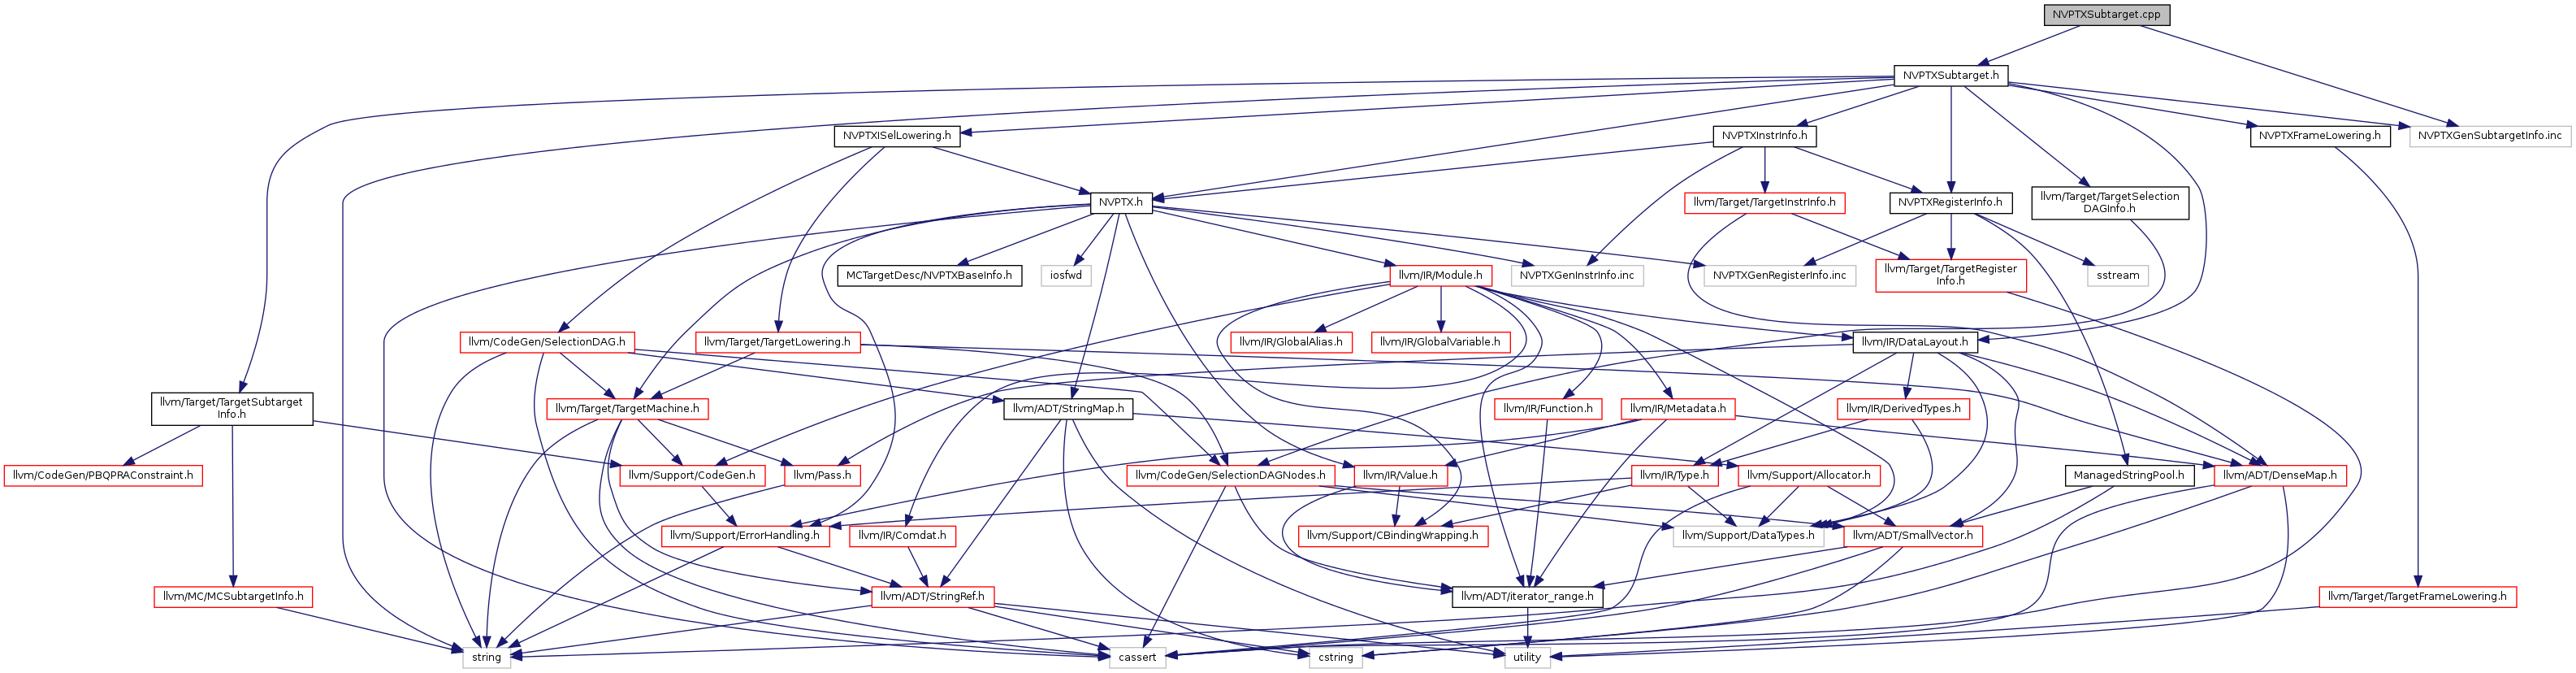 NVPTXSubtarget.cpp
NVPTXSubtarget.h
NVPTXISelLowering.h
NVPTXInstrInfo.h
NVPTXFrameLowering.h
NVPTXGenSubtargetInfo.inc
NVPTX.h
llvm/Target/TargetInstrInfo.h
NVPTXRegisterInfo.h
llvm/Target/TargetSelection
DAGInfo.h
MCTargetDesc/NVPTXBaseInfo.h
iosfwd
llvm/IR/Module.h
NVPTXGenInstrInfo.inc
NVPTXGenRegisterInfo.inc
llvm/Target/TargetRegister
Info.h
sstream
llvm/CodeGen/SelectionDAG.h
llvm/Target/TargetLowering.h
llvm/IR/GlobalAlias.h
llvm/IR/GlobalVariable.h
llvm/IR/DataLayout.h
llvm/Target/TargetSubtarget
Info.h
llvm/Target/TargetMachine.h
llvm/ADT/StringMap.h
llvm/IR/Function.h
llvm/IR/Metadata.h
llvm/IR/DerivedTypes.h
llvm/CodeGen/PBQPRAConstraint.h
llvm/Support/CodeGen.h
llvm/Pass.h
llvm/CodeGen/SelectionDAGNodes.h
llvm/IR/Value.h
llvm/IR/Type.h
llvm/Support/Allocator.h
ManagedStringPool.h
llvm/ADT/DenseMap.h
llvm/Support/ErrorHandling.h
llvm/IR/Comdat.h
llvm/Support/CBindingWrapping.h
llvm/Support/DataTypes.h
llvm/ADT/SmallVector.h
llvm/MC/MCSubtargetInfo.h
llvm/ADT/StringRef.h
llvm/ADT/iterator_range.h
llvm/Target/TargetFrameLowering.h
string
cassert
cstring
utility